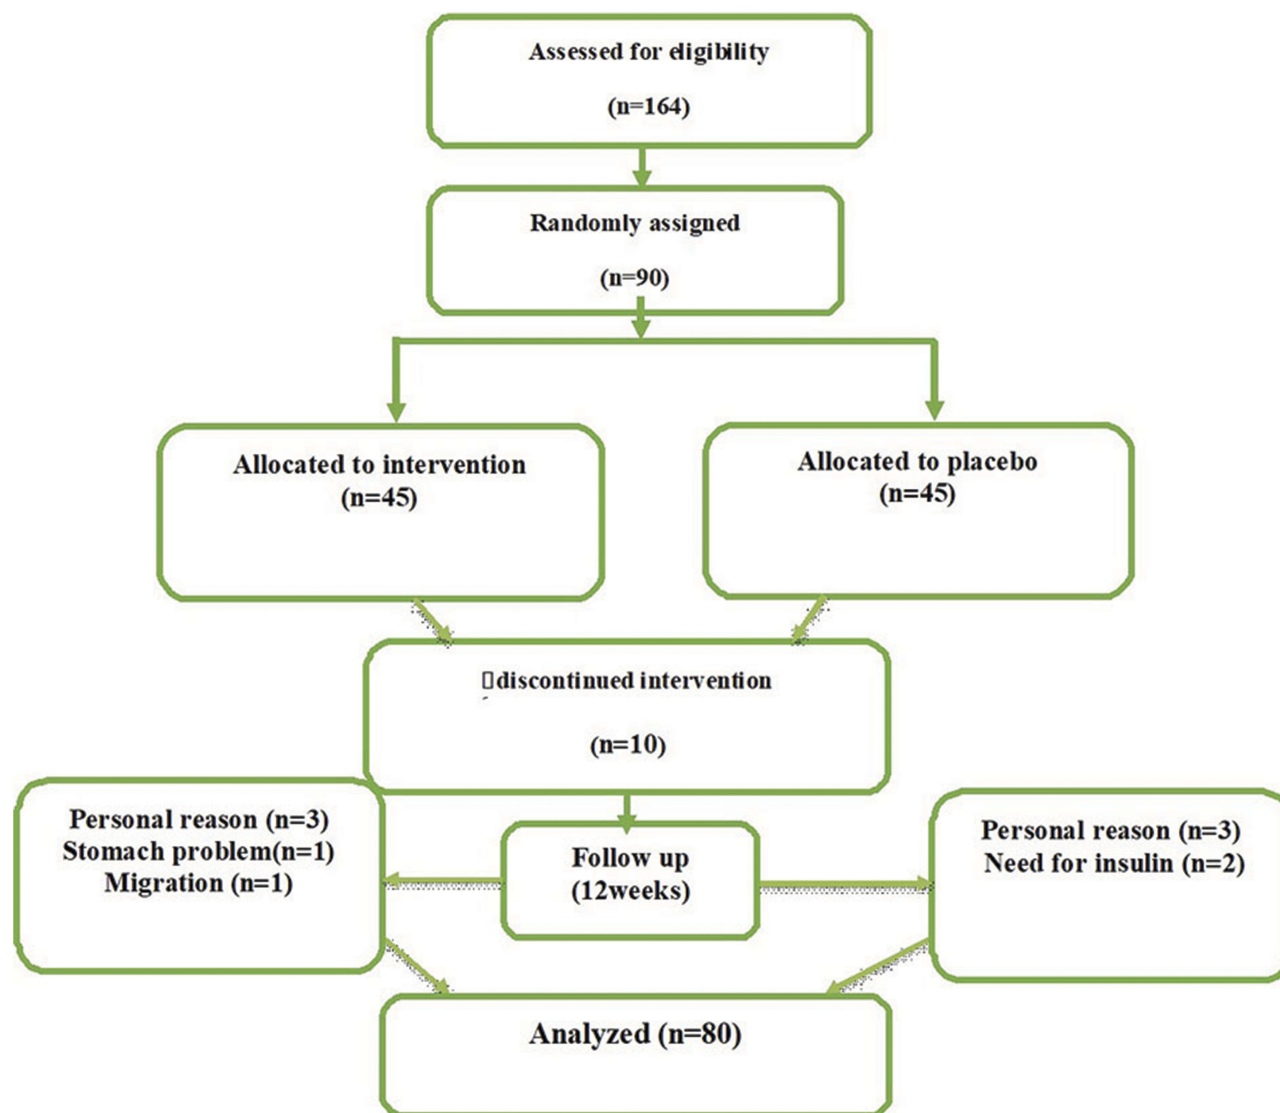 Assessed for eligibility
(n=164)
Randomly assigned
(n=90)
Allocated to intervention
(n=45)
Allocated to placebo
(n=45)
discontinued intervention
(n=10)
Personal reason (n=3)
Stomach problem(n=1)
Migration (n=1)
Follow up
(12weeks)
Personal reason (n=3)
Need for insulin (n=2)
Analyzed (n=80)